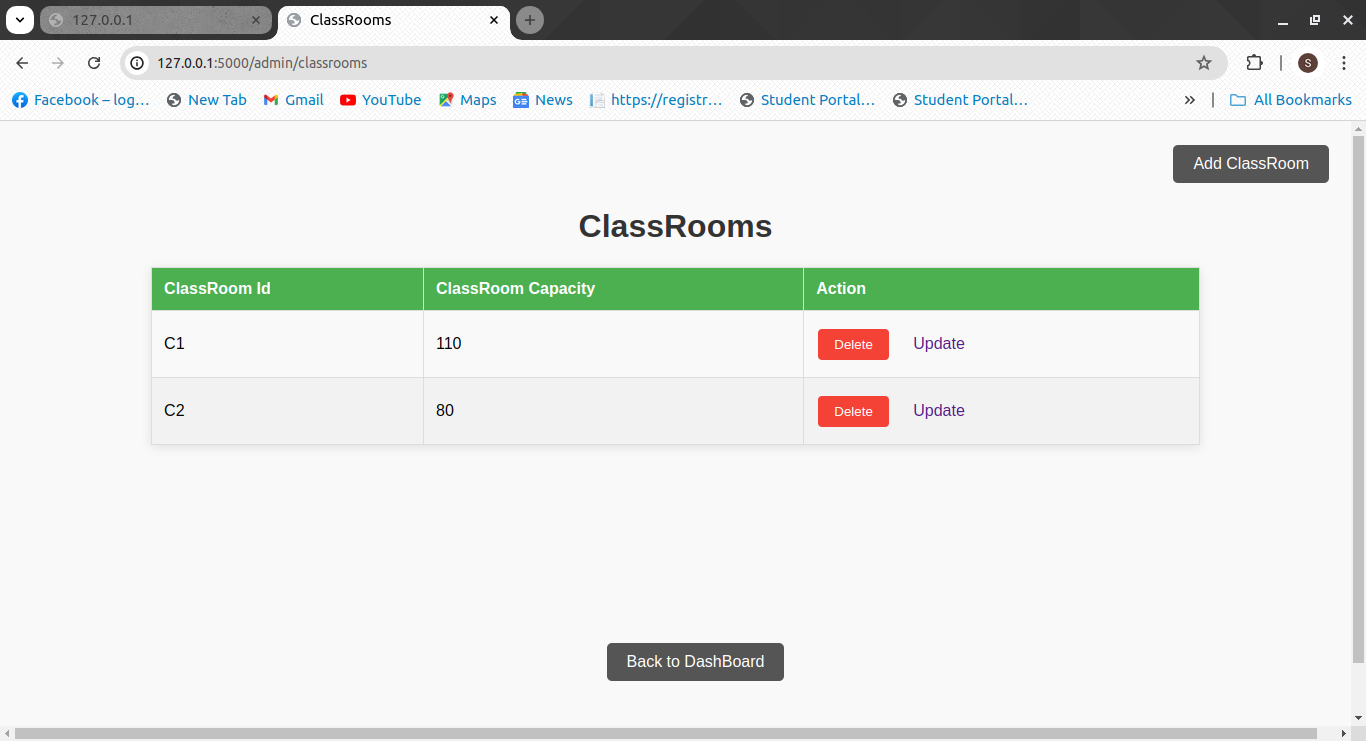 127.0.0.1
ClassRooms
127.0.0.1:5000/admin/classrooms
S
Facebook – log… New Tab Gmail YouTube Maps News https://registr… Student Portal… Student Portal… » All Bookmarks
Add ClassRoom
ClassRooms
ClassRoom Id ClassRoom Capacity Action
C1 110 Delete Update
C2 80 Delete Update
Back to DashBoard